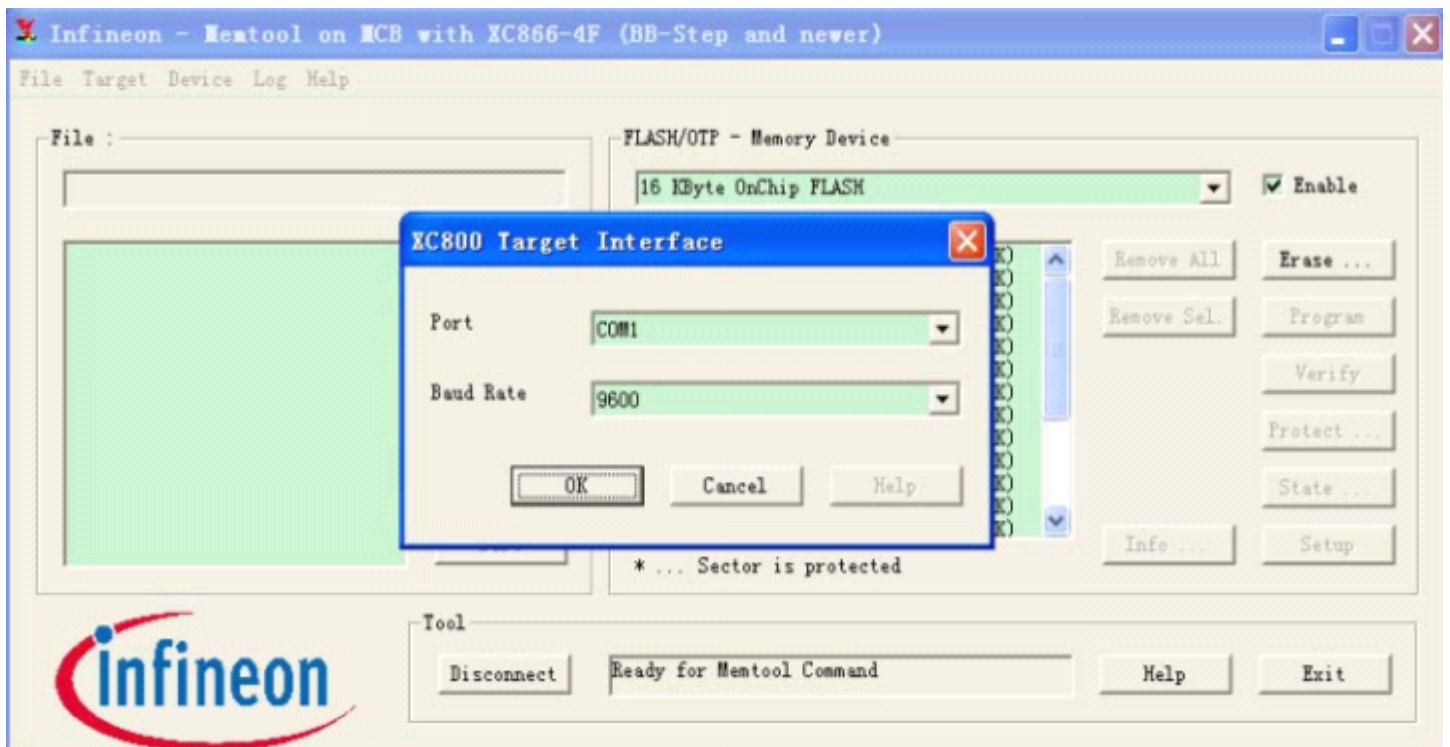 Infineon - Memtool on MCB with XC866-4F (BB-Step and newer)
File Target Device Log Help
File :
FLASH/OTP - Memory Device
16 KByte OnChip FLASH
Enable
XC800 Target Interface
Port
COM1
Baud Rate
9600
OK
Cancel
Help
K)
K)
K)
K)
K)
K)
K)
K)
K)
K)
K)
K)
K)
Remove All
Erase ...
Remove Sel.
Program
Verify
Protect ...
State ...
Info ...
Setup
* ... Sector is protected
infineon
Tool
Disconnect
Ready for Memtool Command
Help
Exit